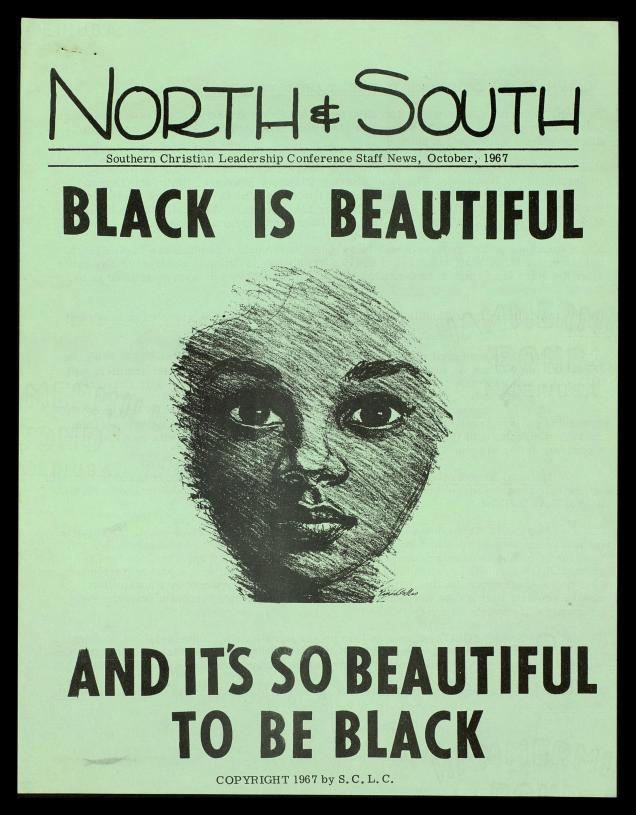 NORTH & SOUTH
Southern Christian Leadership Conference Staff News, October, 1967
BLACK IS BEAUTIFUL
AND IT'S SO BEAUTIFUL
TO BE BLACK
COPYRIGHT 1967 by S. C. L. C.